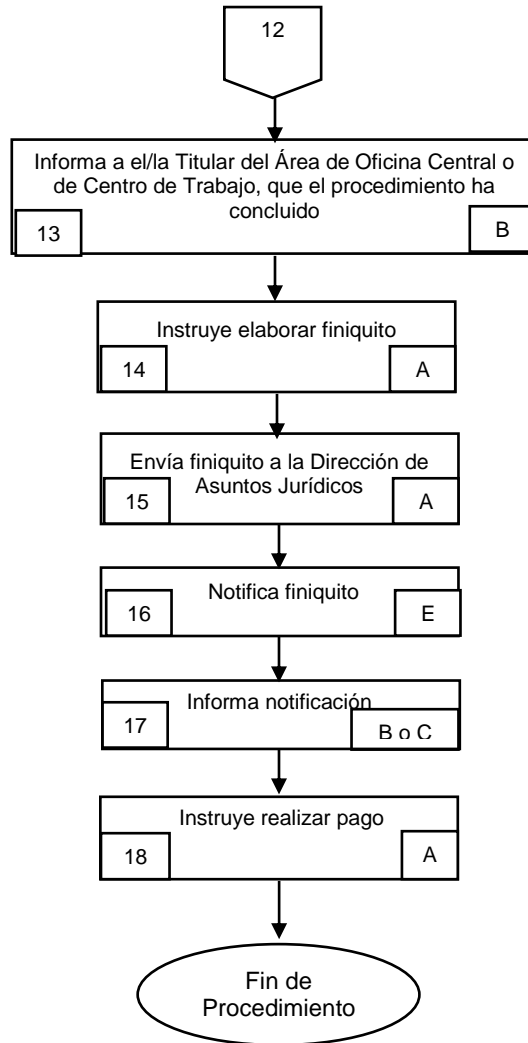 12
Informa a el/la Titular del Área de Oficina Central o
de Centro de Trabajo, que el procedimiento ha
concluido
13
B
Instruye elaborar finiquito
14
A
Envía finiquito a la Dirección de
Asuntos Jurídicos
15
A
Notifica finiquito
16
E
Informa notificación
17
B o C
Instruye realizar pago
18
A
Fin de
Procedimiento